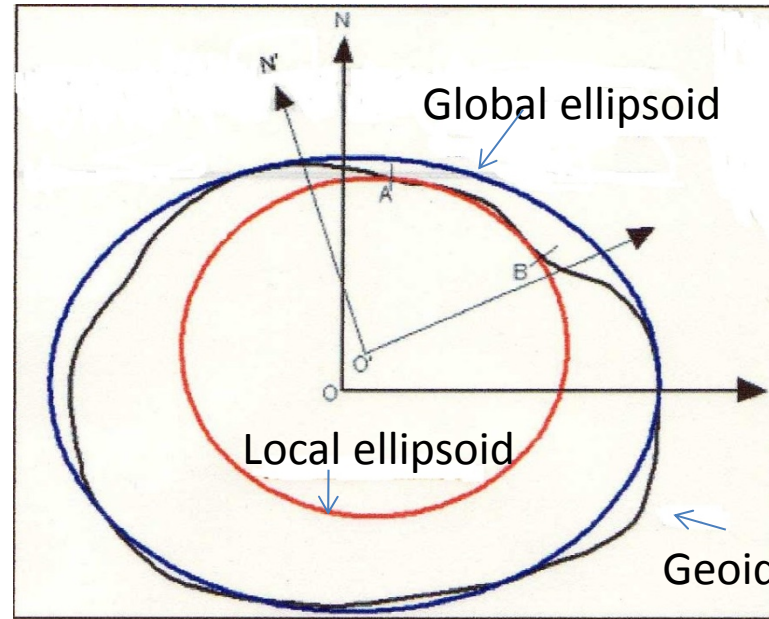 N
N'
Global ellipsoid
A
B
O'
O
Local ellipsoid
Geoid